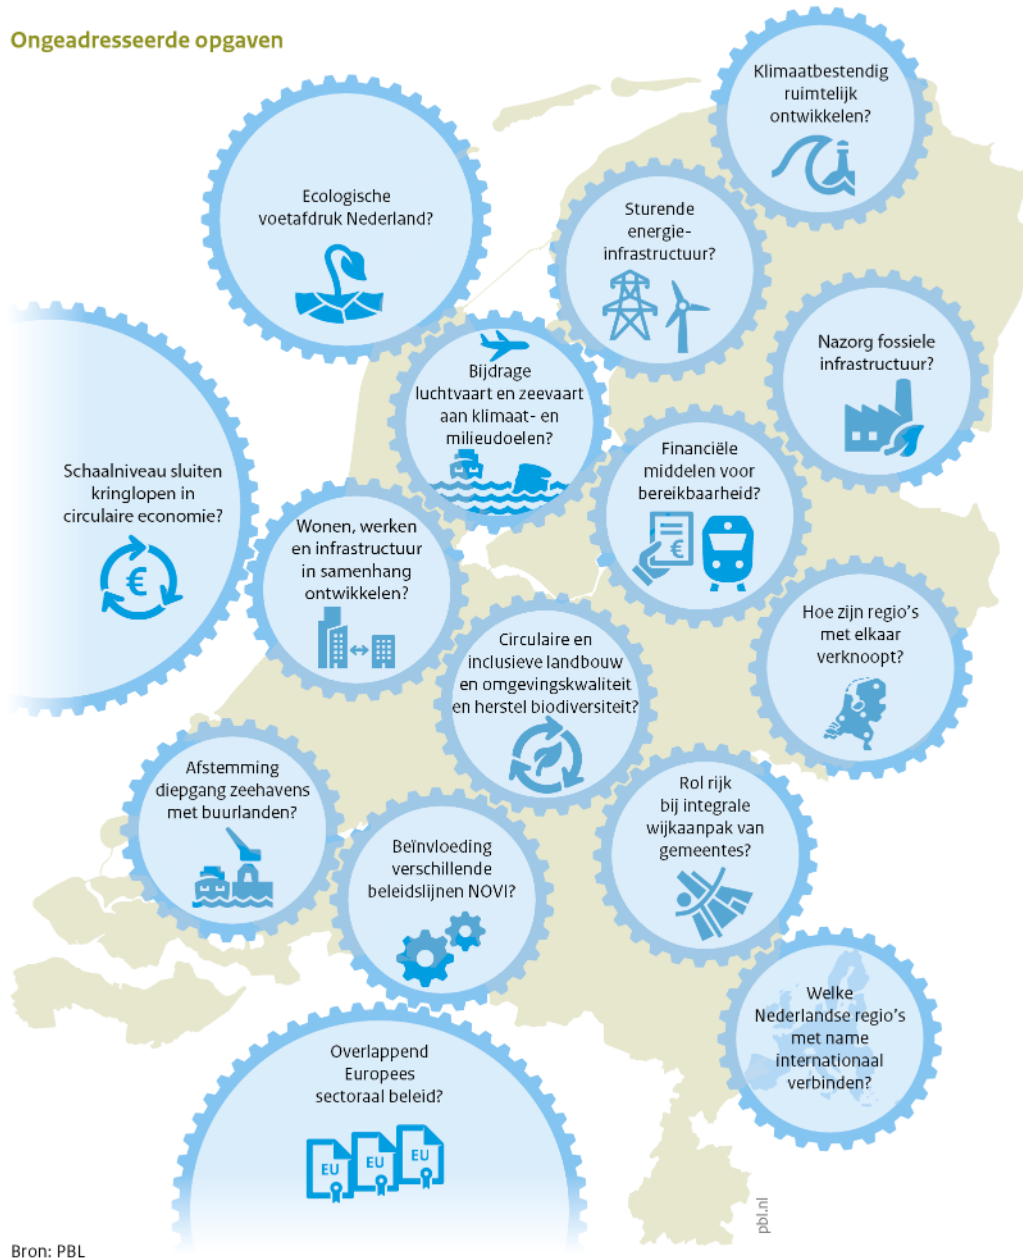 Ongeadresseerde opgaven
Klimaatbestendig
ruimtelijk
ontwikkelen?
Ecologische
voetafdruk Nederland?
Sturende
energie-
infrastructuur?
Nazorg fossiele
infrastructuur?
Bijdrage
luchtvaart en zeevaart
aan klimaat- en
milieudoelen?
Financiële
middelen voor
bereikbaarheid?
€
Schaalniveau sluiten
kringlopen in
circulaire economie?
€
Wonen, werken
en infrastructuur
in samenhang
ontwikkelen?
Hoe zijn regio's
met elkaar
verknoopt?
Circulaire en
inclusieve landbouw
en omgevingskwaliteit
en herstel biodiversiteit?
Afstemming
diepgang zeehavens
met buurlanden?
Rol rijk
bij integrale
wijkaanpak van
gemeentes?
Beïnvloeding
verschillende
beleidslijnen NOVI?
Welke
Nederlandse regio's
met name
internationaal
verbinden?
Overlappend
Europees
sectoraal beleid?
EU
EU
EU
pbl.nl
Bron: PBL